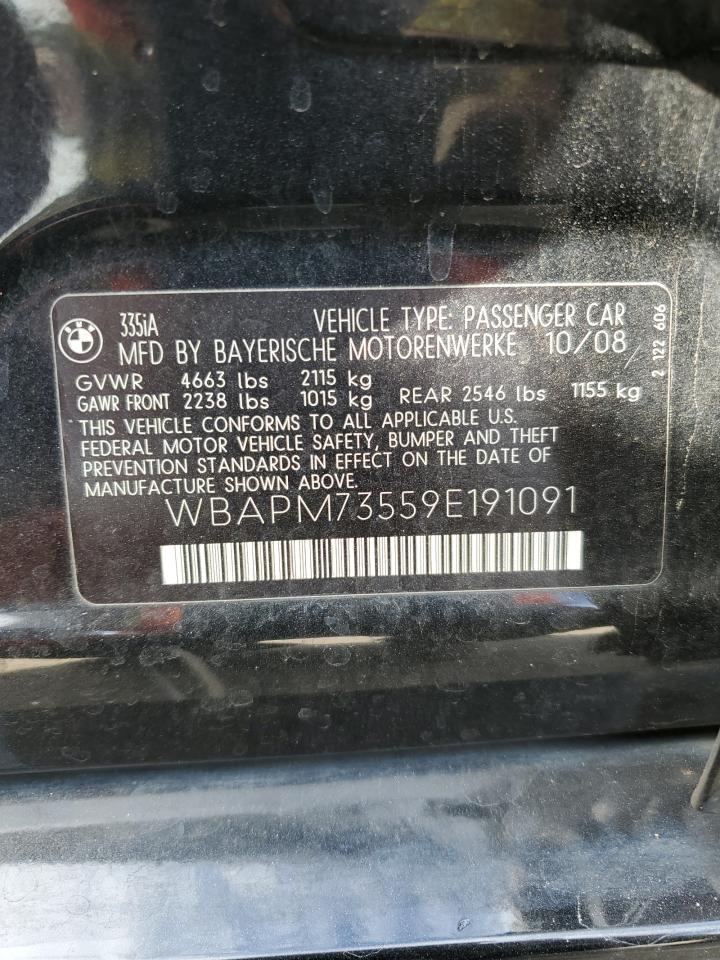 BMW
335iA VEHICLE TYPE: PASSENGER CAR
MFD BY BAYERISCHE MOTORENWERKE 10/08
GVWR 4663 lbs 2115 kg
GAWR FRONT 2238 lbs 1015 kg REAR 2546 lbs 1155 kg
THIS VEHICLE CONFORMS TO ALL APPLICABLE U.S.
FEDERAL MOTOR VEHICLE SAFETY, BUMPER AND THEFT
PREVENTION STANDARDS IN EFFECT ON THE DATE OF
MANUFACTURE SHOWN ABOVE.
WBAPM73559E191091
2 122 606